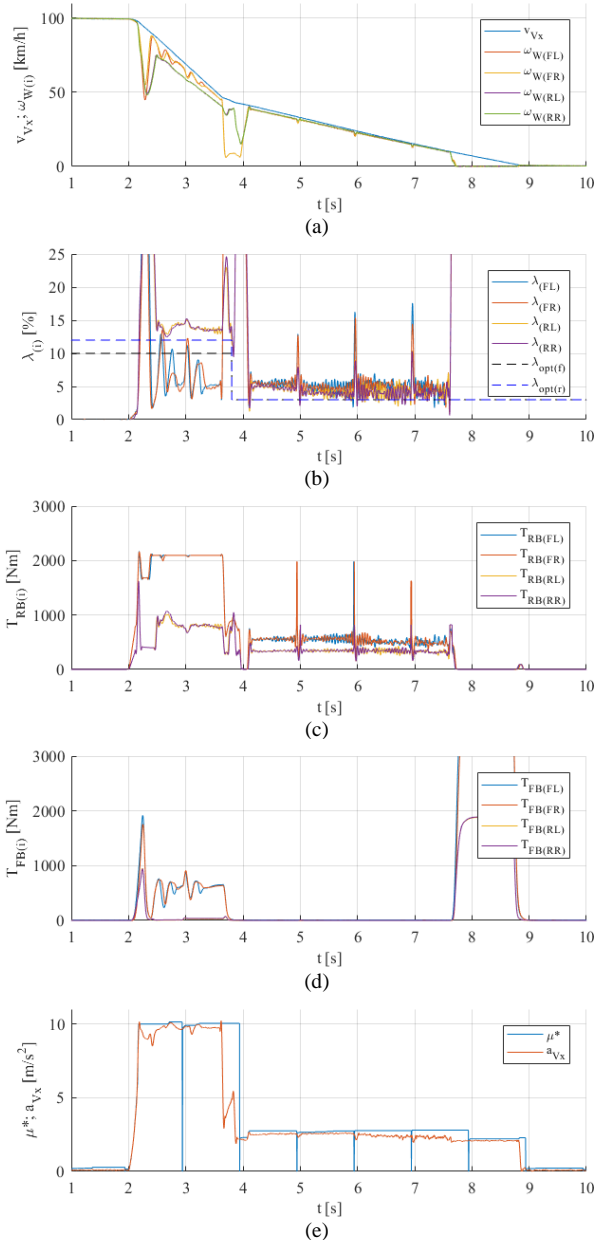 100
50
0
v_Vx ; ω_W(i) [km/h]
v_Vx
ω_W(FL)
ω_W(FR)
ω_W(RL)
ω_W(RR)
1 2 3 4 5 6 7 8 9 10
t [s]
(a)
25
20
15
10
5
0
λ_(i) [%]
λ_(FL)
λ_(FR)
λ_(RL)
λ_(RR)
λ_opt(f)
λ_opt(r)
1 2 3 4 5 6 7 8 9 10
t [s]
(b)
3000
2000
1000
0
T_RB(i) [Nm]
T_RB(FL)
T_RB(FR)
T_RB(RL)
T_RB(RR)
1 2 3 4 5 6 7 8 9 10
t [s]
(c)
3000
2000
1000
0
T_FB(i) [Nm]
T_FB(FL)
T_FB(FR)
T_FB(RL)
T_FB(RR)
1 2 3 4 5 6 7 8 9 10
t [s]
(d)
10
5
0
μ*; a_Vx [m/s²]
μ*
a_Vx
1 2 3 4 5 6 7 8 9 10
t [s]
(e)